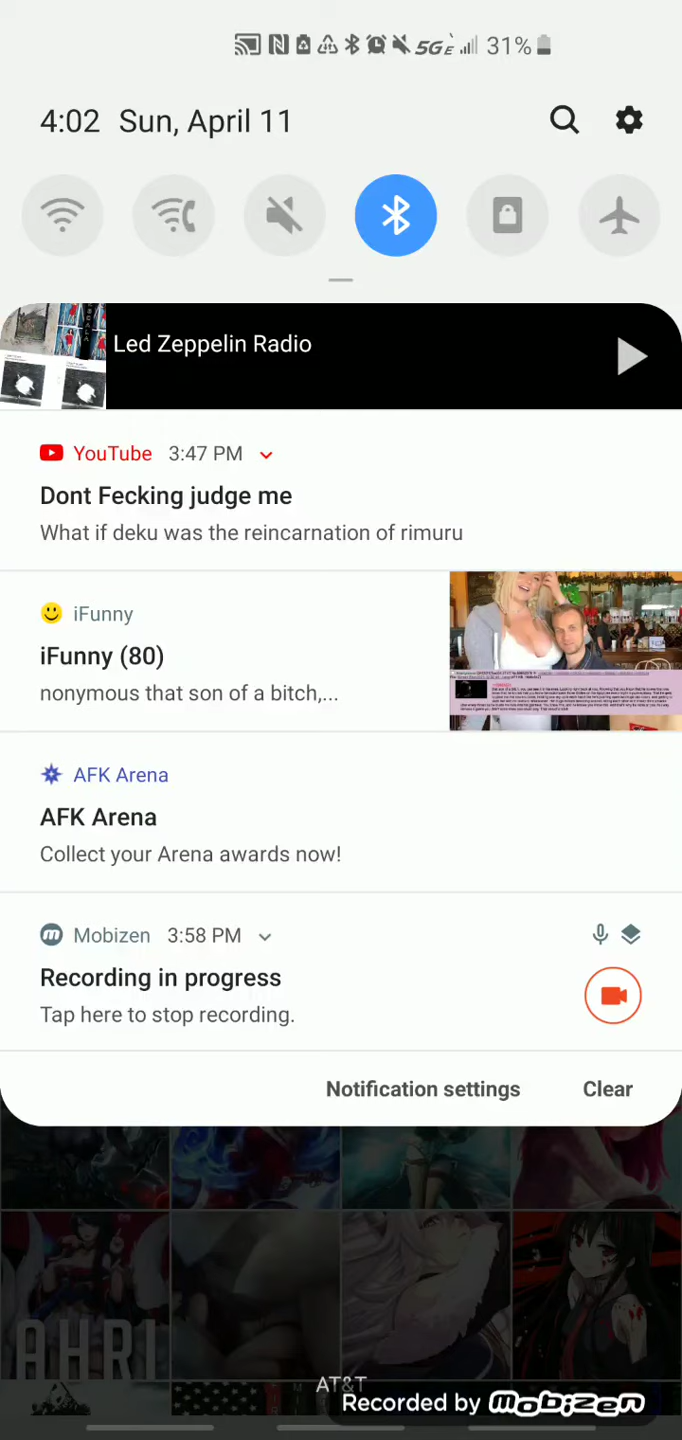 5GE 31%
4:02 Sun, April 11
Led Zeppelin Radio
YouTube 3:47 PM
Dont Fecking judge me
What if deku was the reincarnation of rimuru
iFunny
iFunny (80)
nonymous that son of a bitch,...
AFK Arena
AFK Arena
Collect your Arena awards now!
Mobizen 3:58 PM
Recording in progress
Tap here to stop recording.
Notification settings Clear
AHRI
AT&T
Recorded by mobizen